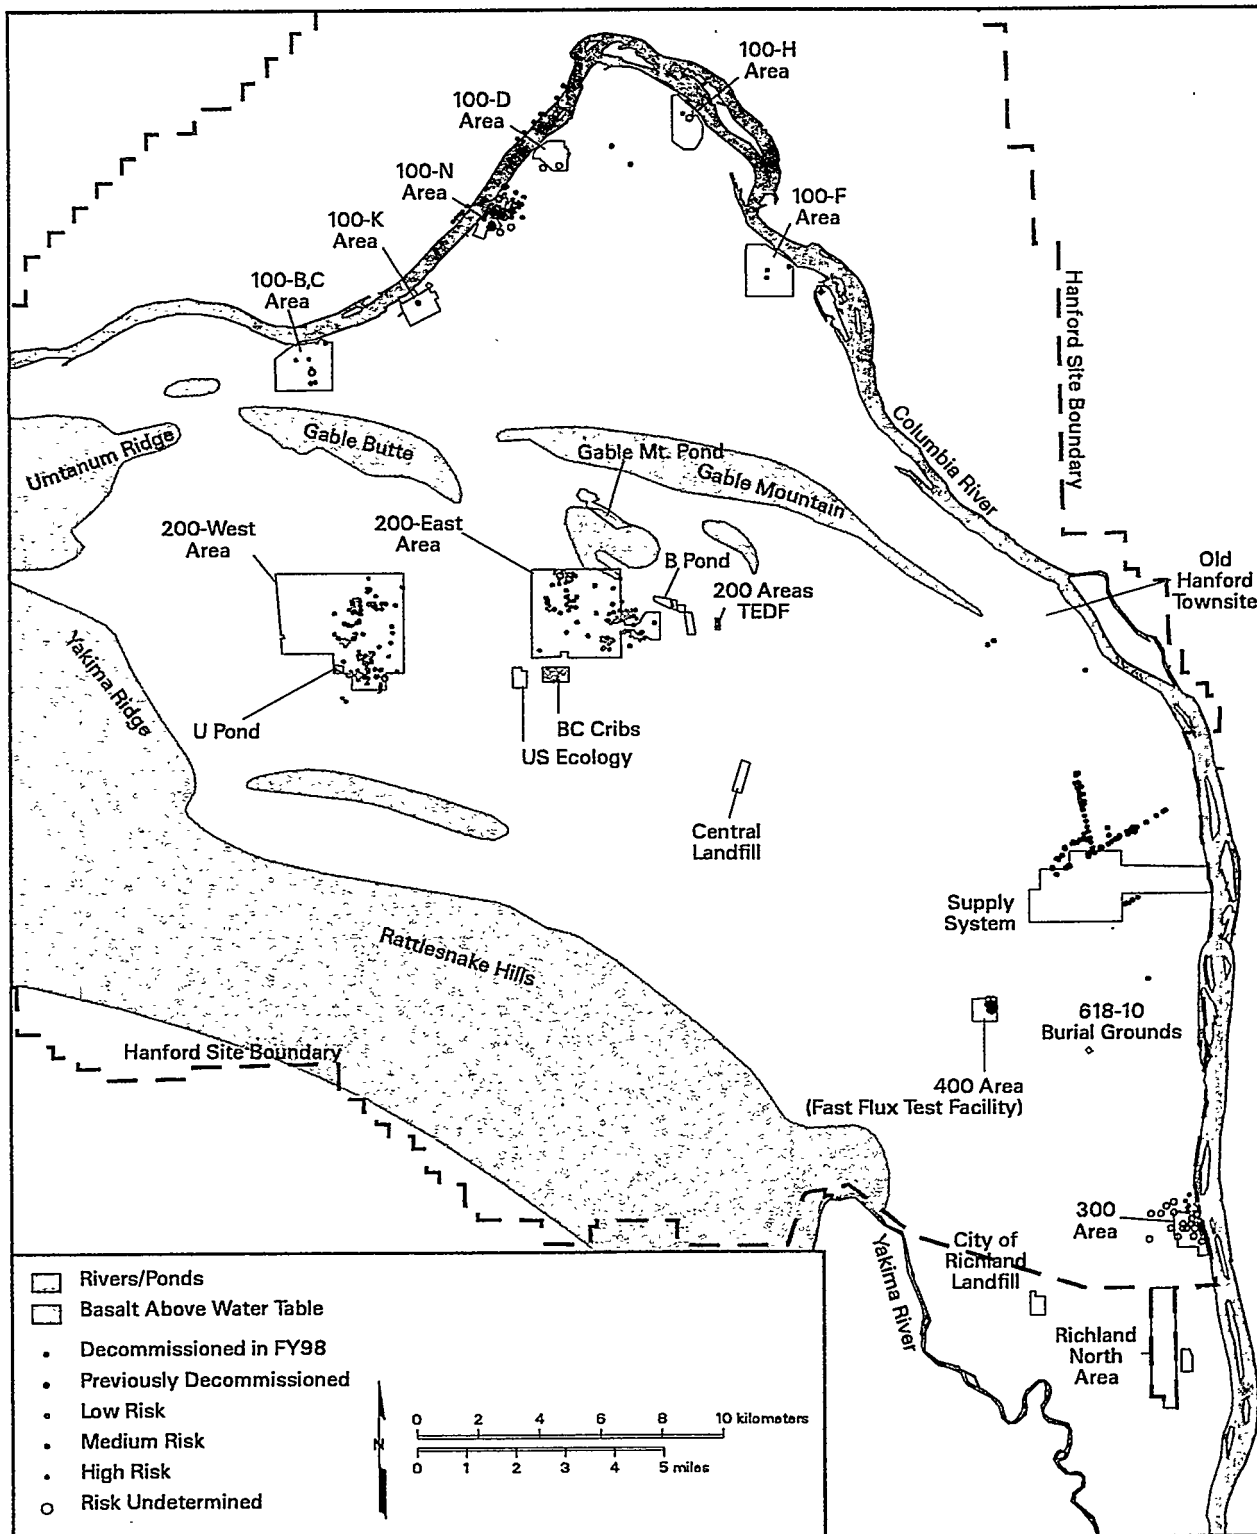 100-H
Area
100-D
Area
100-N
Area
100-K
Area
100-F
Area
100-B,C
Area
Hanford Site Boundary
Columbia River
Umtanum Ridge
Gable Butte
Gable Mt. Pond
Gable Mountain
200-West
Area
200-East
Area
B Pond
200 Areas
TEDF
Old
Hanford
Townsite
Yakima Ridge
U Pond
BC Cribs
US Ecology
Central
Landfill
Supply
System
Rattlesnake Hills
618-10
Burial Grounds
Hanford Site Boundary
400 Area
(Fast Flux Test Facility)
300
Area
City of
Richland
Landfill
Yakima River
Richland
North
Area
Rivers/Ponds
Basalt Above Water Table
Decommissioned in FY98
Previously Decommissioned
Low Risk
Medium Risk
High Risk
Risk Undetermined
N
0 2 4 6 8 10 kilometers
0 1 2 3 4 5 miles